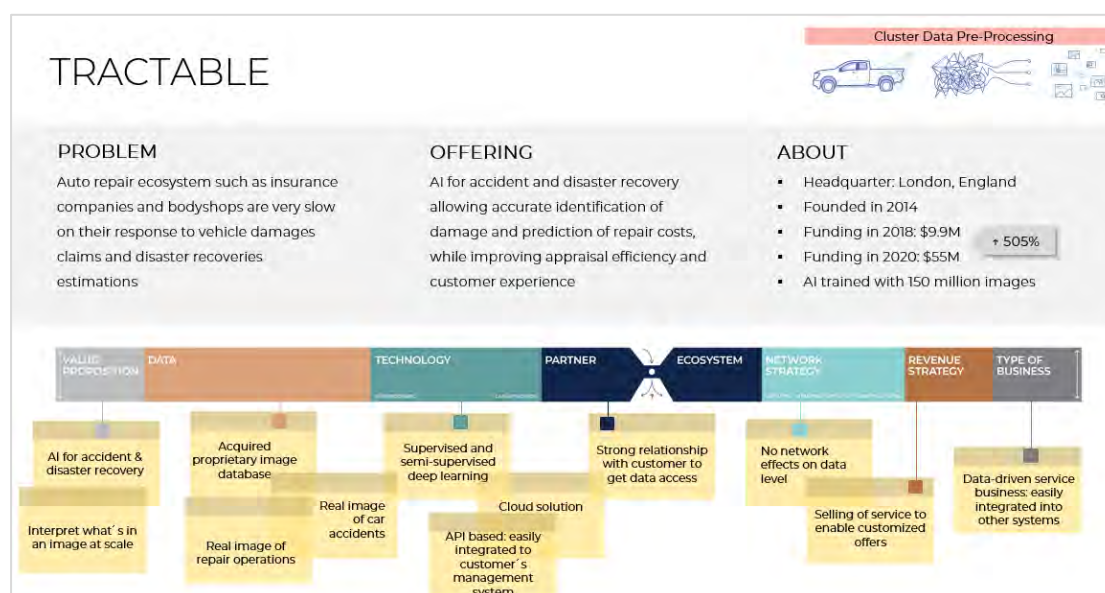 Cluster Data Pre-Processing
TRACTABLE
PROBLEM
Auto repair ecosystem such as insurance
companies and bodyshops are very slow
on their response to vehicle damages
claims and disaster recoveries
estimations
OFFERING
AI for accident and disaster recovery
allowing accurate identification of
damage and prediction of repair costs,
while improving appraisal efficiency and
customer experience
ABOUT
▪ Headquarter: London, England
▪ Founded in 2014
▪ Funding in 2018: $9.9M
▪ Funding in 2020: $55M
▪ AI trained with 150 million images
↑ 505%
VALUE
PROPOSITION
DATA
TECHNOLOGY
PARTNER
ECOSYSTEM
NETWORK
STRATEGY
REVENUE
STRATEGY
TYPE OF
BUSINESS
AI for accident &
disaster recovery
Interpret what´s in
an image at scale
Acquired
proprietary image
database
Real image of
repair operations
Real image
of car
accidents
Supervised and
semi-supervised
deep learning
Cloud solution
API based: easily
integrated to
customer´s
management
system
Strong relationship
with customer to
get data access
No network
effects on data
level
Selling of service to
enable customized
offers
Data-driven service
business: easily
integrated into
other systems